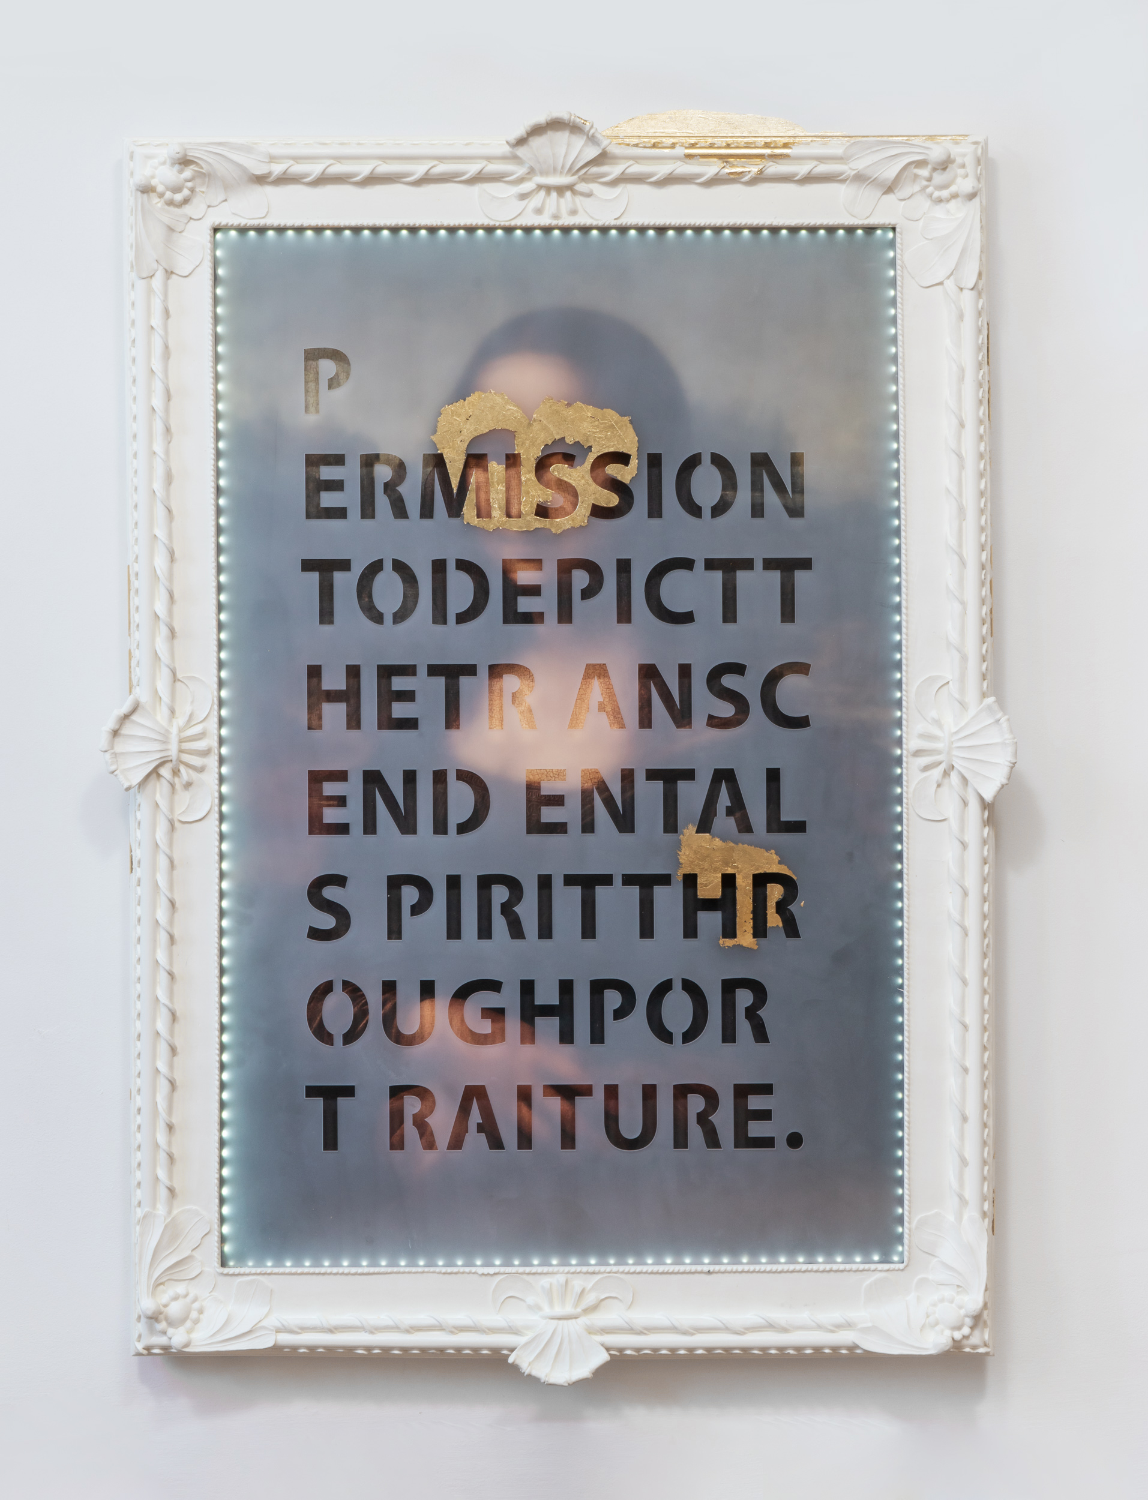 P
ERMISSION
TODEPICTT
HETR ANSC
END ENTAL
S PIRITTHR
OUGHPOR
T RAITURE.